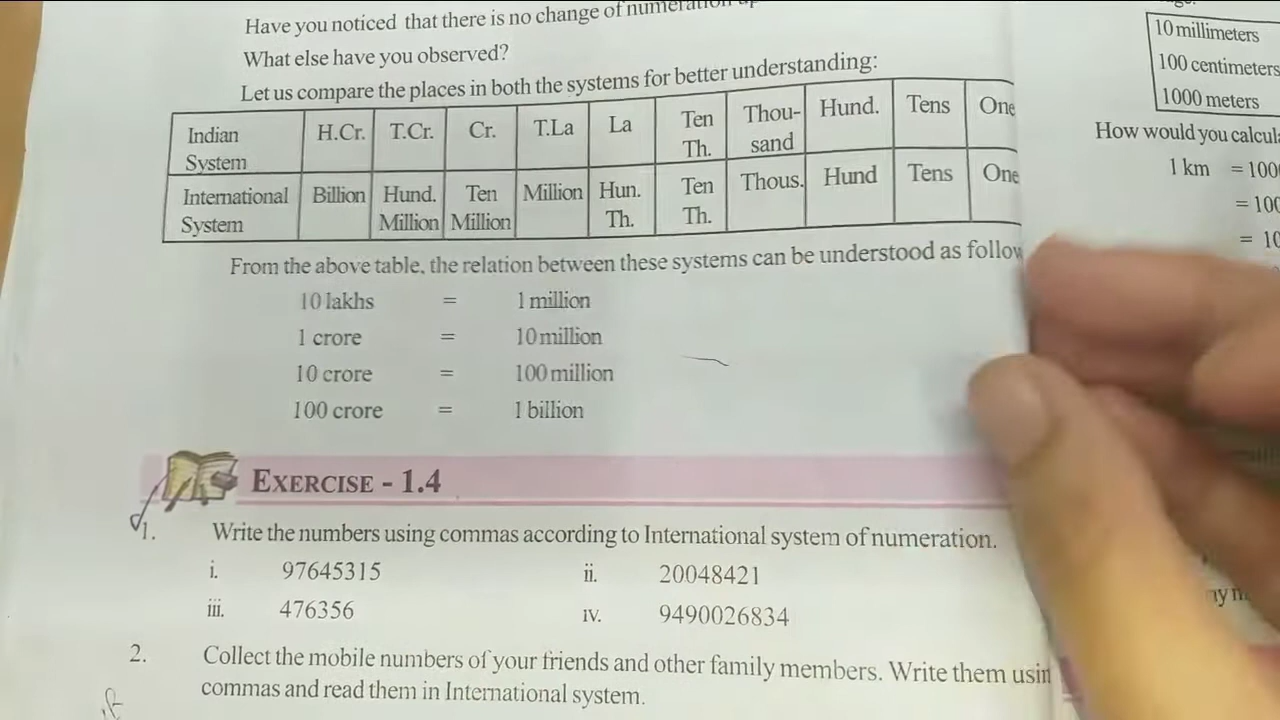 Have you noticed that there is no change of numeration
What else have you observed?
Let us compare the places in both the systems for better understanding:
Indian System H.Cr. T.Cr. Cr. T.La La Ten Th. Thou-sand Hund. Tens One
International System Billion Hund. Million Ten Million Million Hun. Th. Ten Th. Thous. Hund Tens One
From the above table, the relation between these systems can be understood as follow
10 lakhs = 1 million
1 crore = 10 million
10 crore = 100 million
100 crore = 1 billion
EXERCISE - 1.4
1. Write the numbers using commas according to International system of numeration.
i. 97645315 ii. 20048421
iii. 476356 iv. 9490026834
2. Collect the mobile numbers of your friends and other family members. Write them usin
commas and read them in International system.
10 millimeters
100 centimeters
1000 meters
How would you calcul
1 km = 100
= 100
= 10